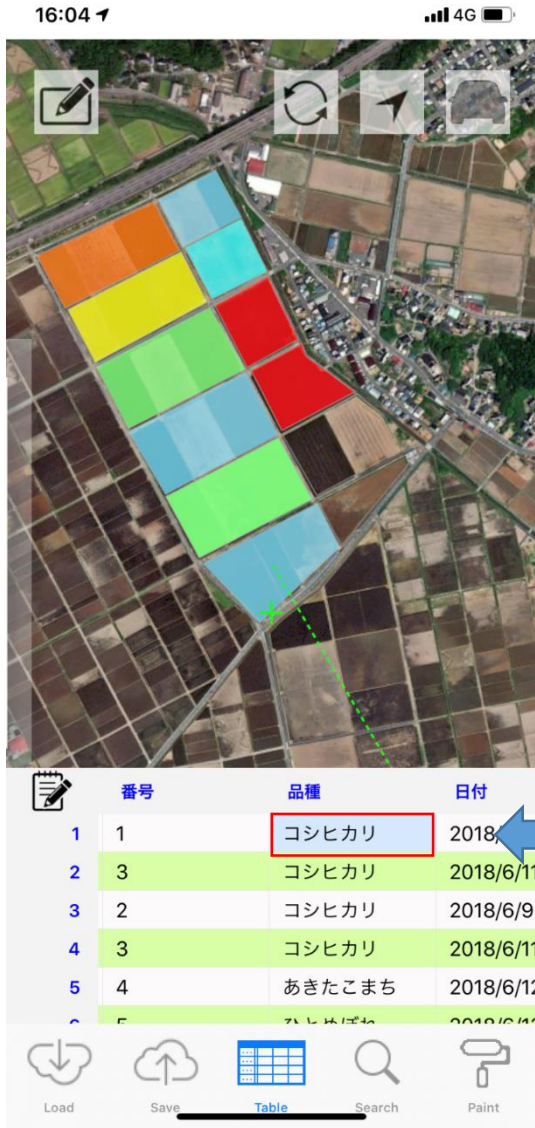 16:04 4G
番号 品種 日付
1 1 コシヒカリ 2018/
2 3 コシヒカリ 2018/6/11
3 2 コシヒカリ 2018/6/9
4 3 コシヒカリ 2018/6/11
5 4 あきたこまち 2018/6/12
Load Save Table Search Paint